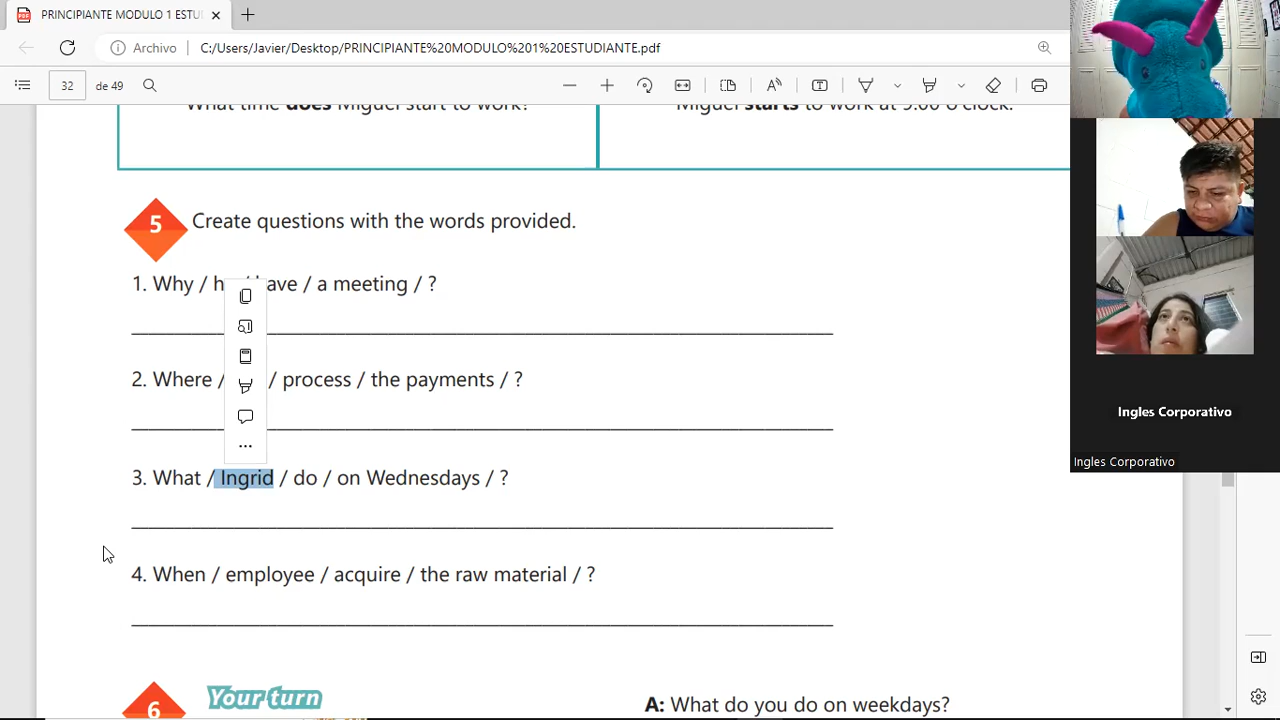 PRINCIPIANTE MODULO 1 ESTU
Archivo
C:/Users/Javier/Desktop/PRINCIPIANTE%20MODULO%201%20ESTUDIANTE.pdf
32
de 49
What time does Miguel start to work?
Miguel starts to work at 9:00 o'clock.
5
Create questions with the words provided.
1. Why / / a meeting / ?
2. Where / / process / the payments / ?
3. What / Ingrid / do / on Wednesdays / ?
4. When / employee / acquire / the raw material / ?
6
Your turn
A: What do you do on weekdays?
Ingles Corporativo
Ingles Corporativo